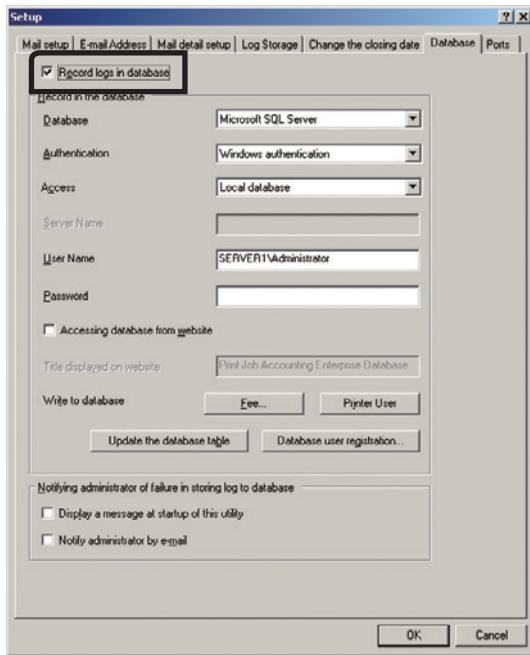 Setup
Mail setup E-mail Address Mail detail setup Log Storage Change the closing date Database Ports
Record logs in database
Record in the database
Database Microsoft SQL Server
Authentication Windows authentication
Access Local database
Server Name
User Name SERVER1\Administrator
Password
Accessing database from website
Title displayed on website Print Job Accounting Enterprise Database
Write to database Fee... Printer User
Update the database table Database user registration...
Notifying administrator of failure in storing log to database
Display a message at startup of this utility
Notify administrator by e-mail
OK Cancel